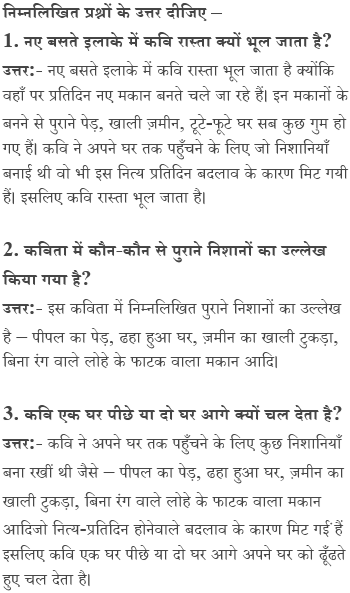 निम्नलिखित प्रश्नों के उत्तर दीजिए –
1. नए बसते इलाके में कवि रास्ता क्यों भूल जाता है?
उत्तर:- नए बसते इलाके में कवि रास्ता भूल जाता है क्योंकि
वहाँ पर प्रतिदिन नए मकान बनते चले जा रहे हैं। इन मकानों के
बनने से पुराने पेड़, खाली ज़मीन, टूटे-फूटे घर सब कुछ गुम हो
गए हैं। कवि ने अपने घर तक पहुँचने के लिए जो निशानियाँ
बनाई थी वो भी इस नित्य प्रतिदिन बदलाव के कारण मिट गयी
हैं। इसलिए कवि रास्ता भूल जाता है।
2. कविता में कौन-कौन से पुराने निशानों का उल्लेख
किया गया है?
उत्तर:- इस कविता में निम्नलिखित पुराने निशानों का उल्लेख
है – पीपल का पेड़, ढहा हुआ घर, ज़मीन का खाली टुकड़ा,
बिना रंग वाले लोहे के फाटक वाला मकान आदि।
3. कवि एक घर पीछे या दो घर आगे क्यों चल देता है?
उत्तर:- कवि ने अपने घर तक पहुँचने के लिए कुछ निशानियाँ
बना रखीं थी जैसे – पीपल का पेड़, ढहा हुआ घर, ज़मीन का
खाली टुकड़ा, बिना रंग वाले लोहे के फाटक वाला मकान
आदिजो नित्य-प्रतिदिन होनेवाले बदलाव के कारण मिट गईं हैं
इसलिए कवि एक घर पीछे या दो घर आगे अपने घर को ढूँढ़ते
हुए चल देता है।